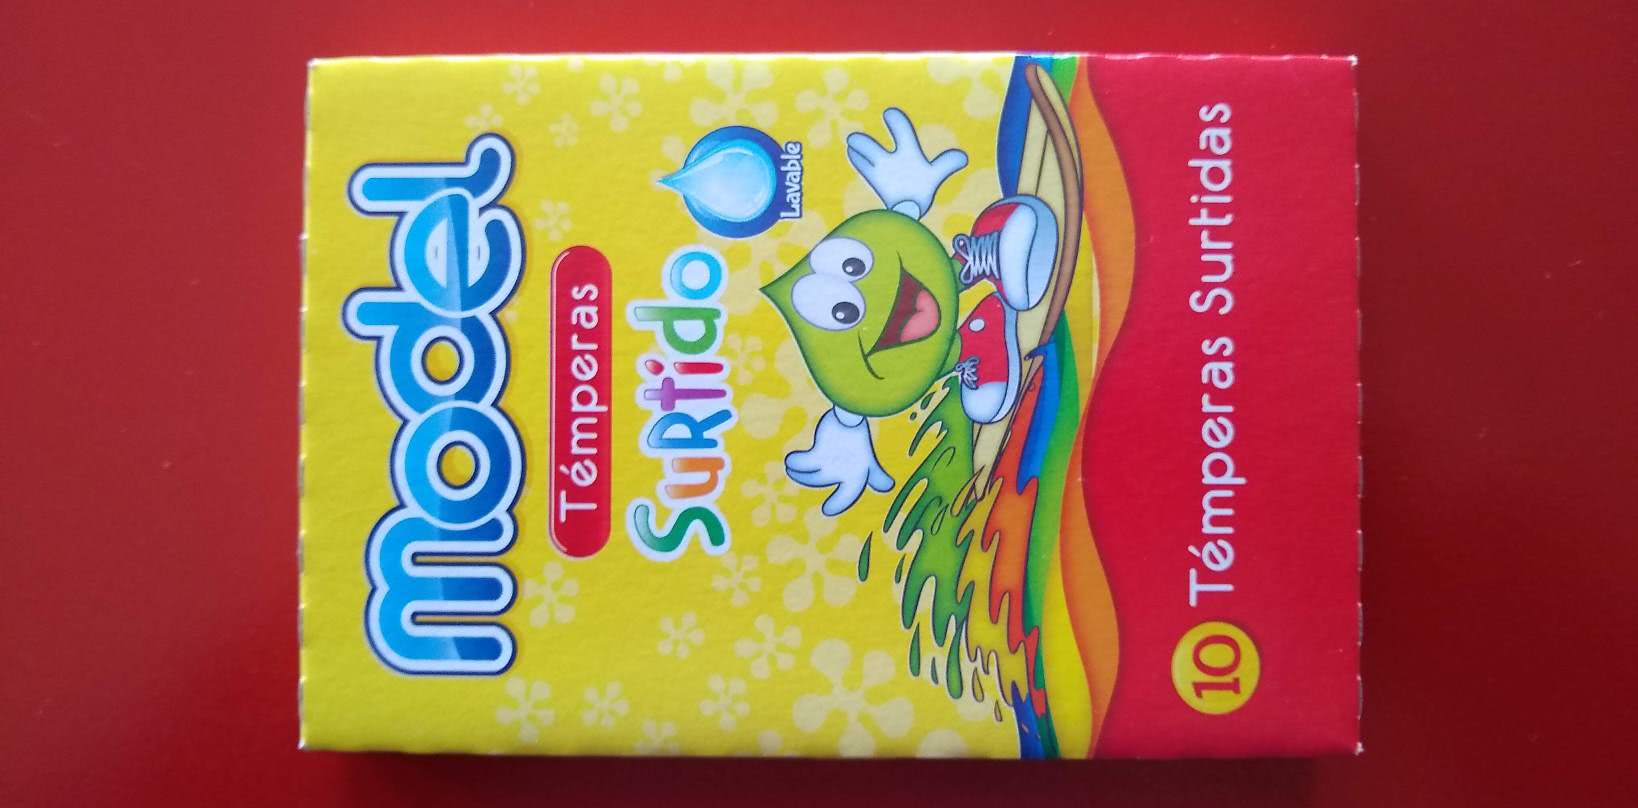 model
Témperas
SuRtido
Lavable
10 Témperas Surtidas